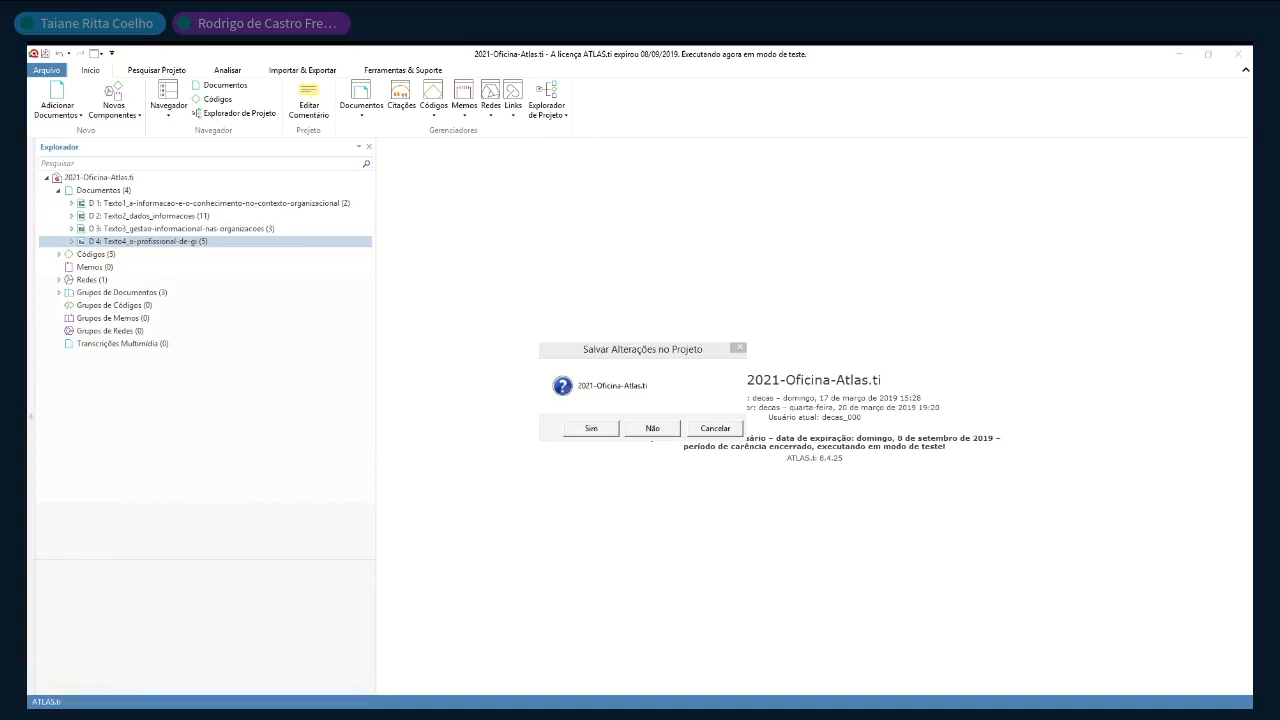 Taiane Ritta Coelho
Rodrigo de Castro Fre…
2021-Oficina-Atlas.ti - A licença ATLAS.ti expirou 08/09/2019. Executando agora em modo de teste.
Arquivo
Início
Pesquisar Projeto
Analisar
Importar & Exportar
Ferramentas & Suporte
Adicionar
Documentos
Novos
Componentes
Novo
Navegador
Documentos
Códigos
Explorador de Projeto
Navegador
Editar
Comentário
Projeto
Documentos
Citações
Códigos
Memos
Redes
Links
Explorador
de Projeto
Gerenciadores
Explorador
Pesquisar
2021-Oficina-Atlas.ti
Documentos (4)
D 1: Texto1_a-informacao-e-o-conhecimento-no-contexto-organizacional (2)
D 2: Texto2_dados_informacoes (11)
D 3: Texto3_gestao-informacional-nas-organizacoes (3)
D 4: Texto4_o-profissional-de-gi (5)
Códigos (5)
Memos (0)
Redes (1)
Grupos de Documentos (3)
Grupos de Códigos (0)
Grupos de Memos (0)
Grupos de Redes (0)
Transcrições Multimídia (0)
Salvar Alterações no Projeto
2021-Oficina-Atlas.ti
Sim
Não
Cancelar
2021-Oficina-Atlas.ti
: decas – domingo, 17 de março de 2019 15:28
or: decas – quarta-feira, 20 de março de 2019 19:20
Usuário atual: decas_000
ário – data de expiração: domingo, 8 de setembro de 2019 –
período de carência encerrado, executando em modo de teste!
ATLAS.ti 8.4.25
ATLAS.ti